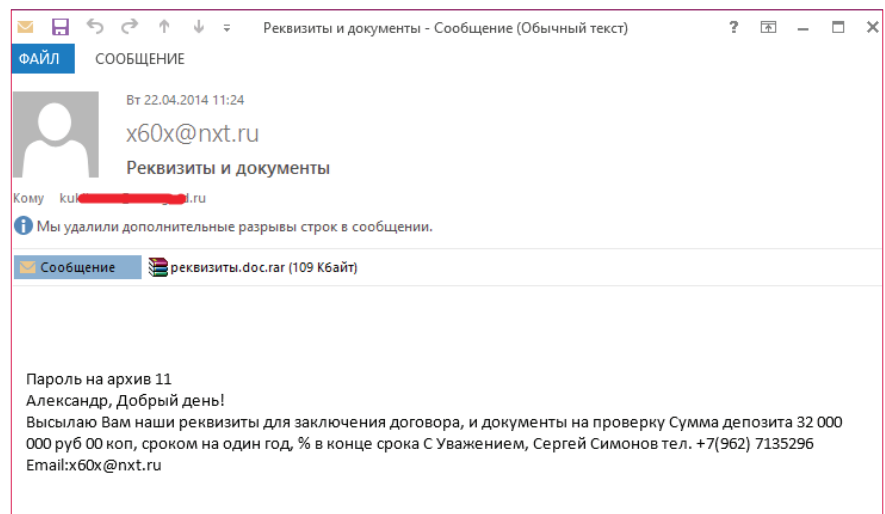 Реквизиты и документы - Сообщение (Обычный текст)
ФАЙЛ СООБЩЕНИЕ
Вт 22.04.2014 11:24
x60x@nxt.ru
Реквизиты и документы
Кому kul .ru
Мы удалили дополнительные разрывы строк в сообщении.
Сообщение реквизиты.doc.rar (109 Кбайт)
Пароль на архив 11
Александр, Добрый день!
Высылаю Вам наши реквизиты для заключения договора, и документы на проверку Сумма депозита 32 000
000 руб 00 коп, сроком на один год, % в конце срока С Уважением, Сергей Симонов тел. +7(962) 7135296
Email:x60x@nxt.ru